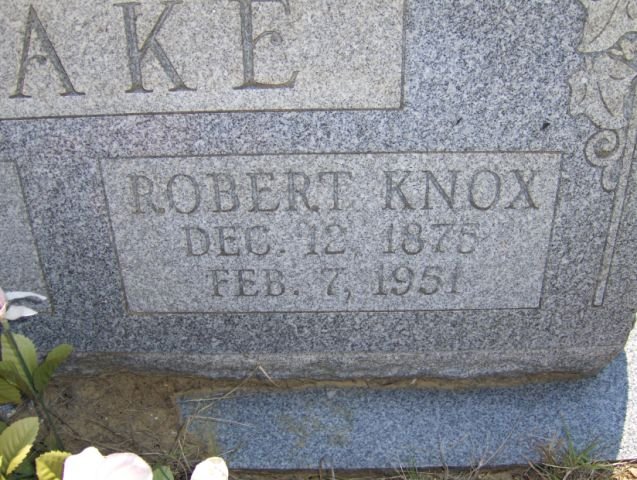 AKE
ROBERT KNOX
DEC. 12, 1875
FEB. 7, 1951